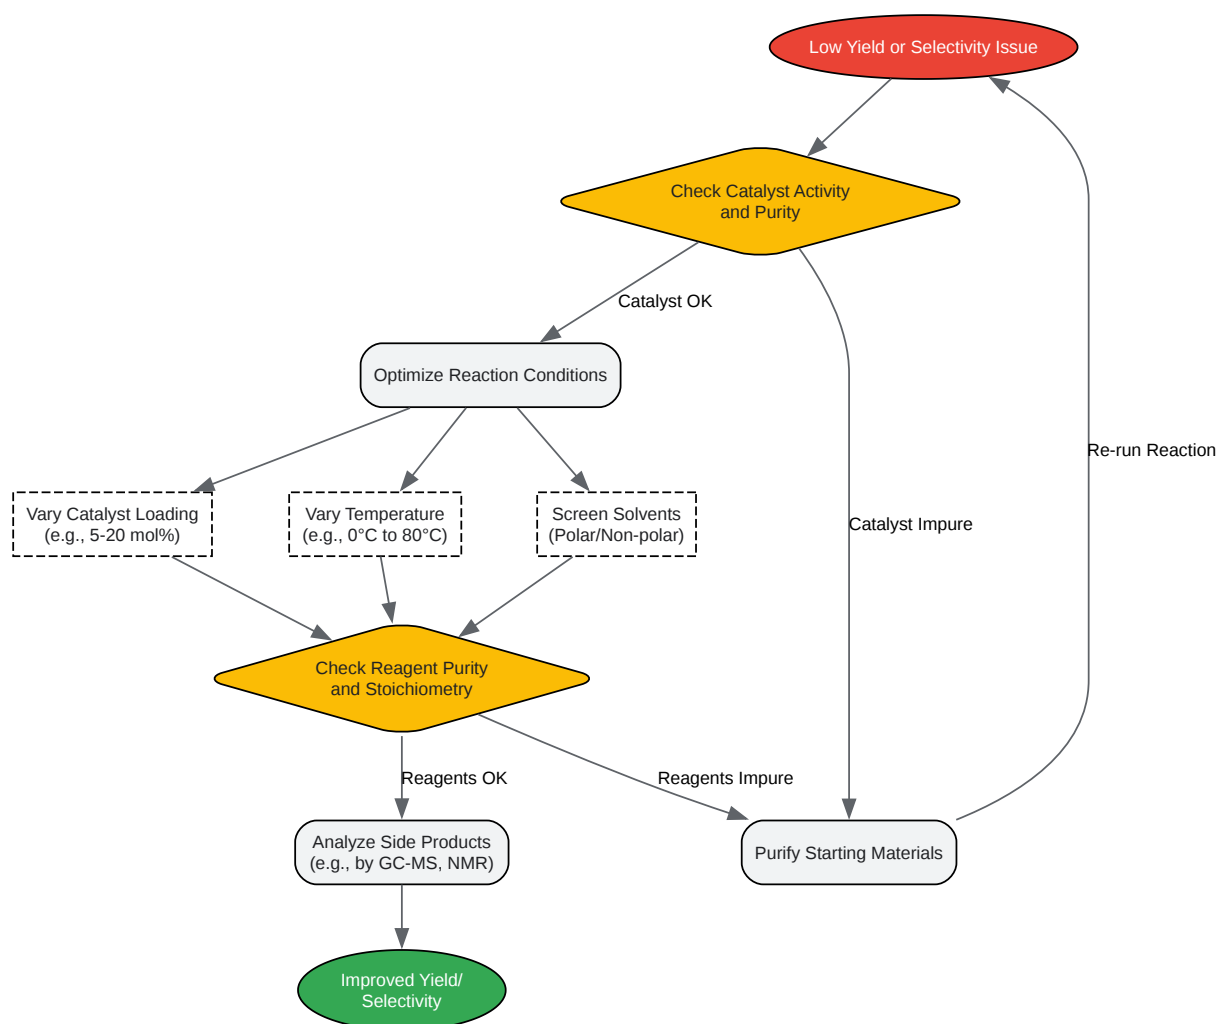 Low Yield or Selectivity Issue
Check Catalyst Activity
and Purity
Catalyst OK
Optimize Reaction Conditions
Re-run Reaction
Vary Catalyst Loading
(e.g., 5-20 mol%)
Vary Temperature
(e.g., 0°C to 80°C)
Screen Solvents
(Polar/Non-polar)
Catalyst Impure
Check Reagent Purity
and Stoichiometry
Reagents OK
Reagents Impure
Analyze Side Products
(e.g., by GC-MS, NMR)
Purify Starting Materials
Improved Yield/
Selectivity